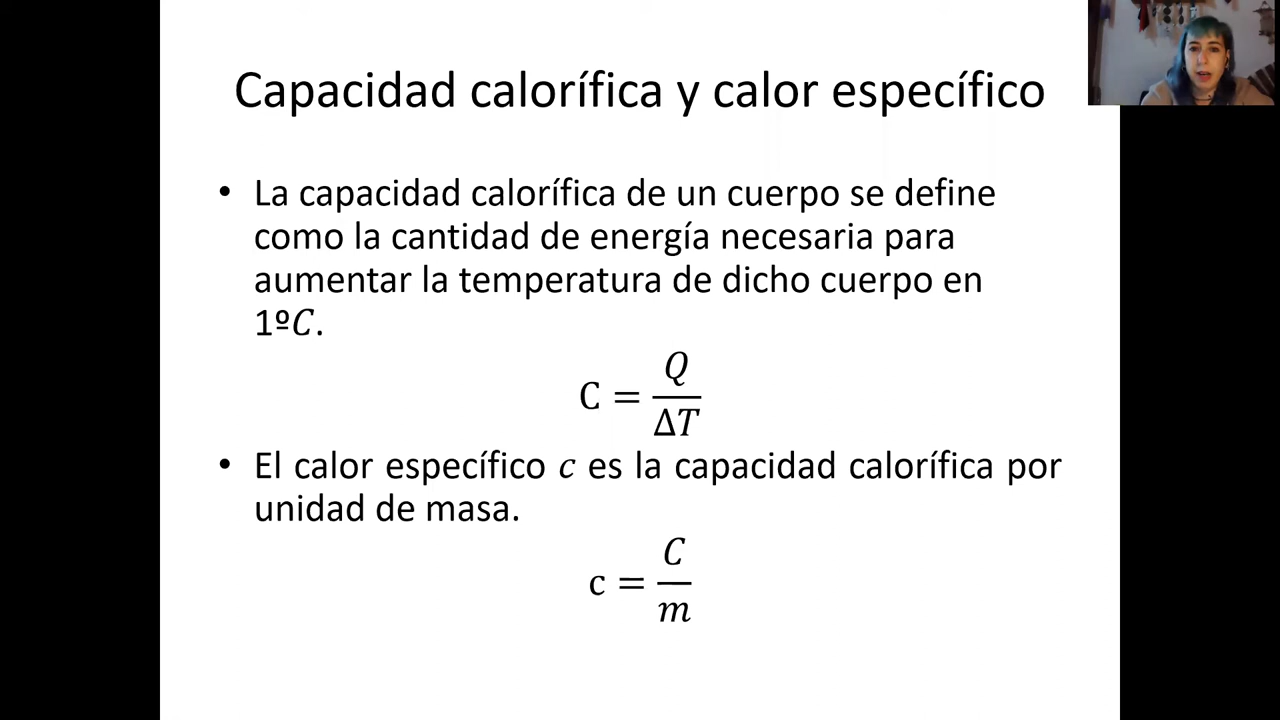 Capacidad calorífica y calor específico
• La capacidad calorífica de un cuerpo se define
como la cantidad de energía necesaria para
aumentar la temperatura de dicho cuerpo en
1ºC.
C = Q/ΔT
• El calor específico c es la capacidad calorífica por
unidad de masa.
c = C/m